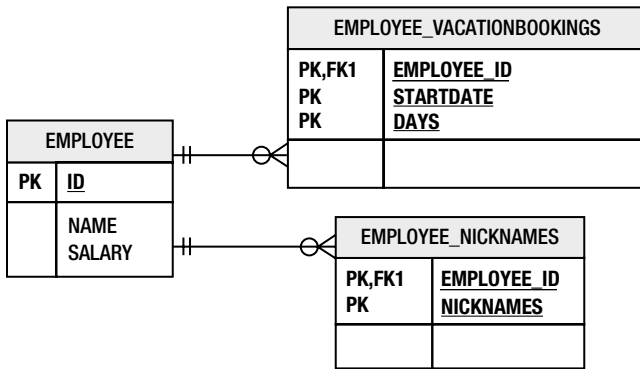 EMPLOYEE_VACATIONBOOKINGS
PK,FK1 EMPLOYEE_ID
PK STARTDATE
PK DAYS
EMPLOYEE
PK ID
NAME
SALARY
EMPLOYEE_NICKNAMES
PK,FK1 EMPLOYEE_ID
PK NICKNAMES